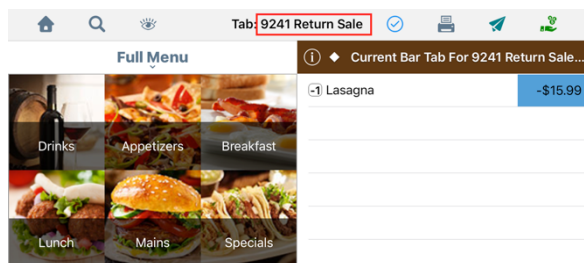 Tab: 9241 Return Sale
Full Menu
Current Bar Tab For 9241 Return Sale...
-1 Lasagna -$15.99
Drinks Appetizers Breakfast
Lunch Mains Specials